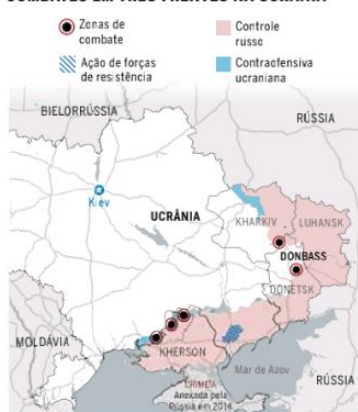 COMBATES EM TRÊS FRENTES NA UCRÂNIA
Zonas de
combate
Controle
russo
Ação de forças
de resistência
Contraofensiva
ucraniana
BIELORRÚSSIA
RÚSSIA
Kiev
UCRÂNIA
KHARKIV
LUHANSK
DONBASS
DONETSK
MOLDÁVIA
KHERSON
Mar de Azov
CRIMEIA
Anexada pela
Rússia em 2014
RÚSSIA